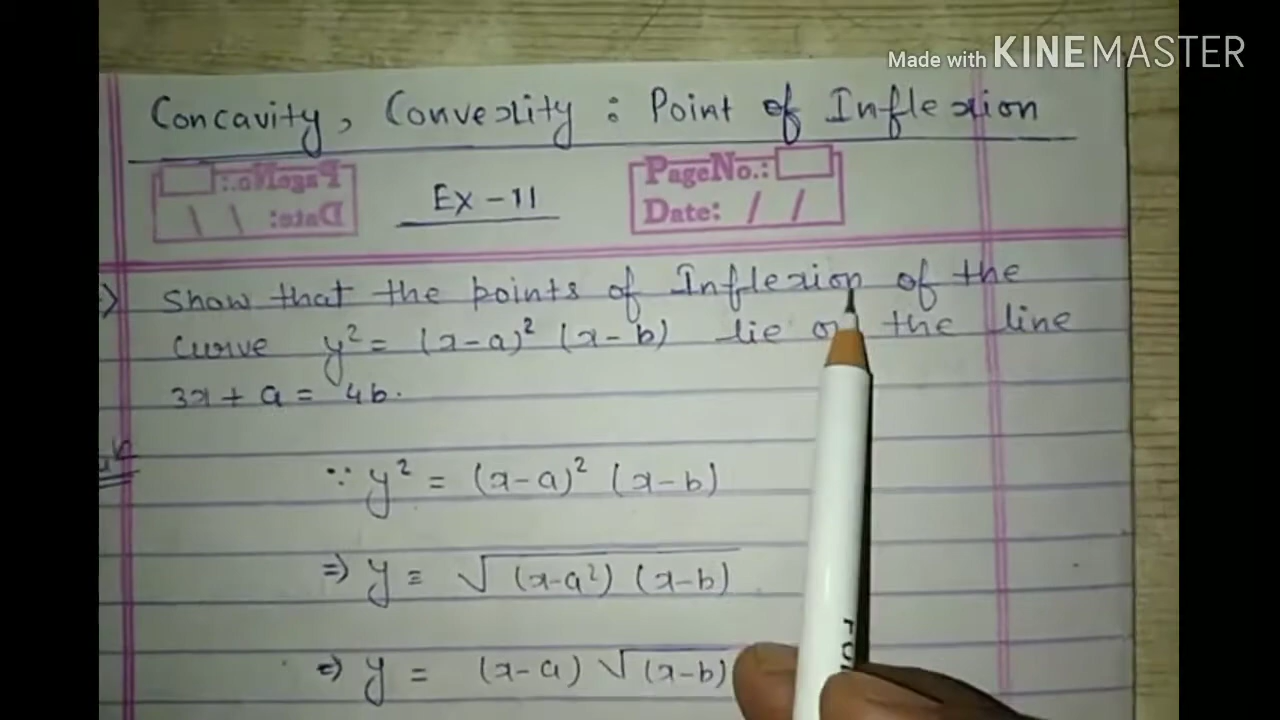 Made with KINEMASTER
Concavity, Convexity : Point of Inflexion
PageNo.:
Date: / /
Ex - 11
PageNo.:
Date: / /
Show that the points of Inflexion of the
curve y² = (x-a)² (x-b) lie on the line
3x + a = 4b.
∵ y² = (x-a)² (x-b)
⇒ y = √(x-a²) (x-b)
⇒ y = (x-a) √(x-b)